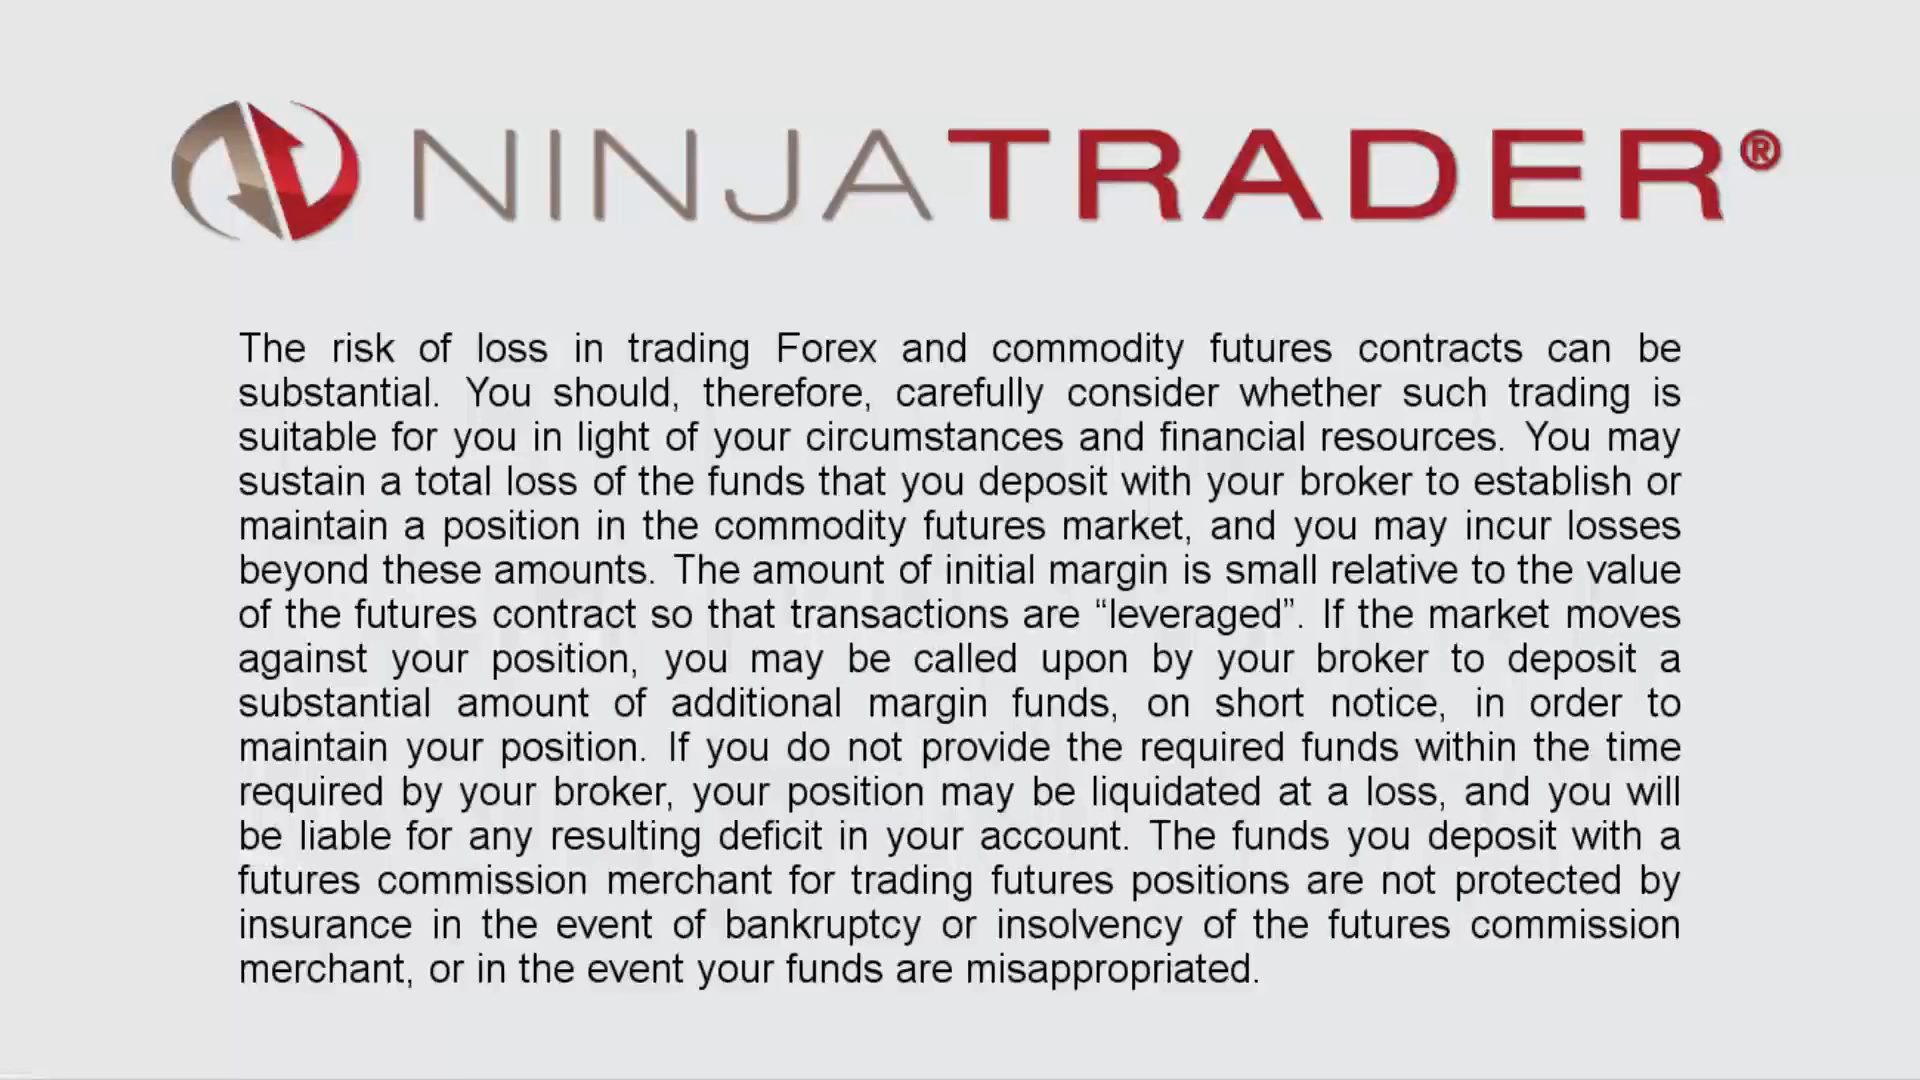 NINJATRADER®
The risk of loss in trading Forex and commodity futures contracts can be
substantial. You should, therefore, carefully consider whether such trading is
suitable for you in light of your circumstances and financial resources. You may
sustain a total loss of the funds that you deposit with your broker to establish or
maintain a position in the commodity futures market, and you may incur losses
beyond these amounts. The amount of initial margin is small relative to the value
of the futures contract so that transactions are “leveraged”. If the market moves
against your position, you may be called upon by your broker to deposit a
substantial amount of additional margin funds, on short notice, in order to
maintain your position. If you do not provide the required funds within the time
required by your broker, your position may be liquidated at a loss, and you will
be liable for any resulting deficit in your account. The funds you deposit with a
futures commission merchant for trading futures positions are not protected by
insurance in the event of bankruptcy or insolvency of the futures commission
merchant, or in the event your funds are misappropriated.